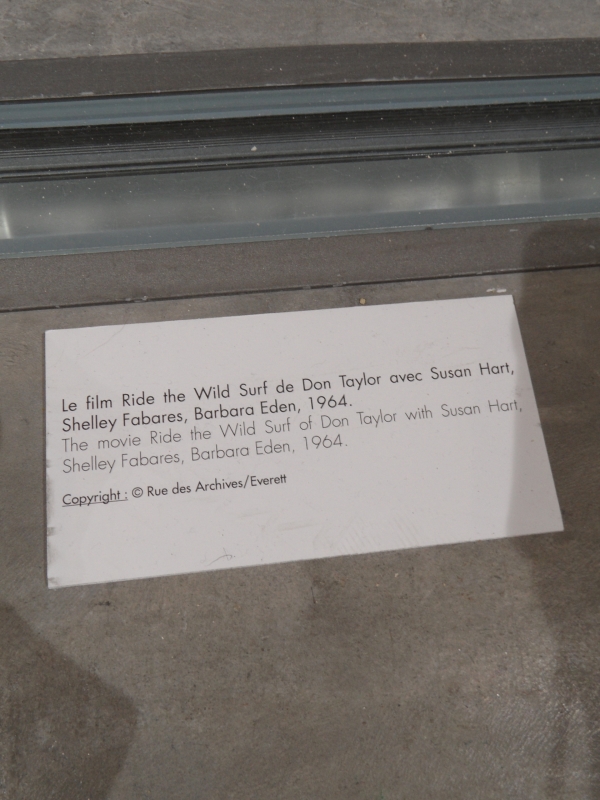 Le film Ride the Wild Surf de Don Taylor avec Susan Hart,
Shelley Fabares, Barbara Eden, 1964.
The movie Ride the Wild Surf of Don Taylor with Susan Hart,
Shelley Fabares, Barbara Eden, 1964.
Copyright : © Rue des Archives/Everett